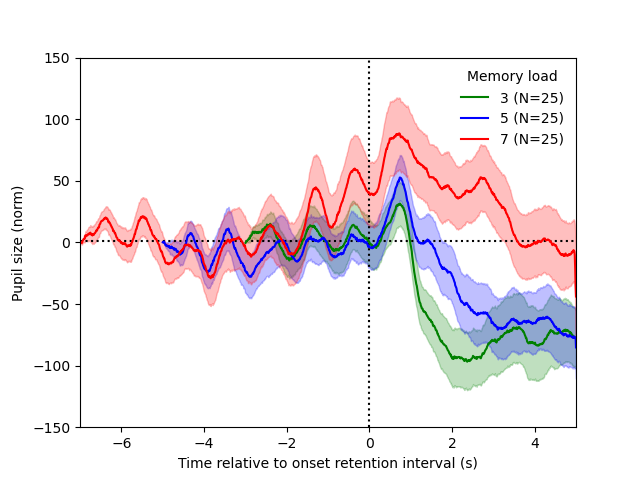 150
100
50
0
−50
−100
−150
Pupil size (norm)
Memory load
3 (N=25)
5 (N=25)
7 (N=25)
−6 −4 −2 0 2 4
Time relative to onset retention interval (s)